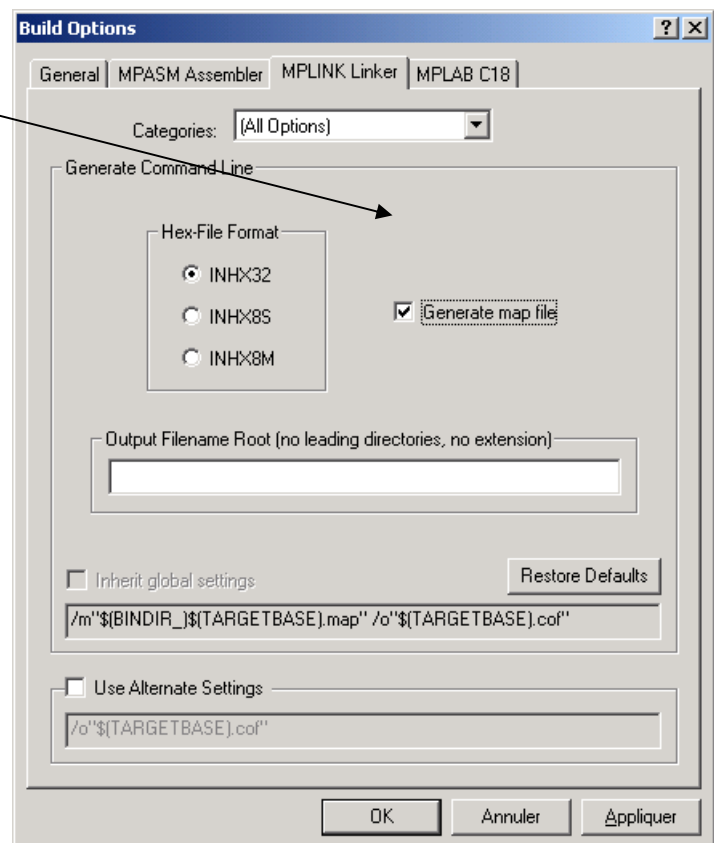 Build Options
General MPASM Assembler MPLINK Linker MPLAB C18
Categories: (All Options)
Generate Command Line
Hex-File Format
INHX32
INHX8S
INHX8M
Generate map file
Output Filename Root (no leading directories, no extension)
Inherit global settings
Restore Defaults
/m"$(BINDIR_)$(TARGETBASE).map" /o"$(TARGETBASE).cof"
Use Alternate Settings
/o"$(TARGETBASE).cof"
OK Annuler Appliquer